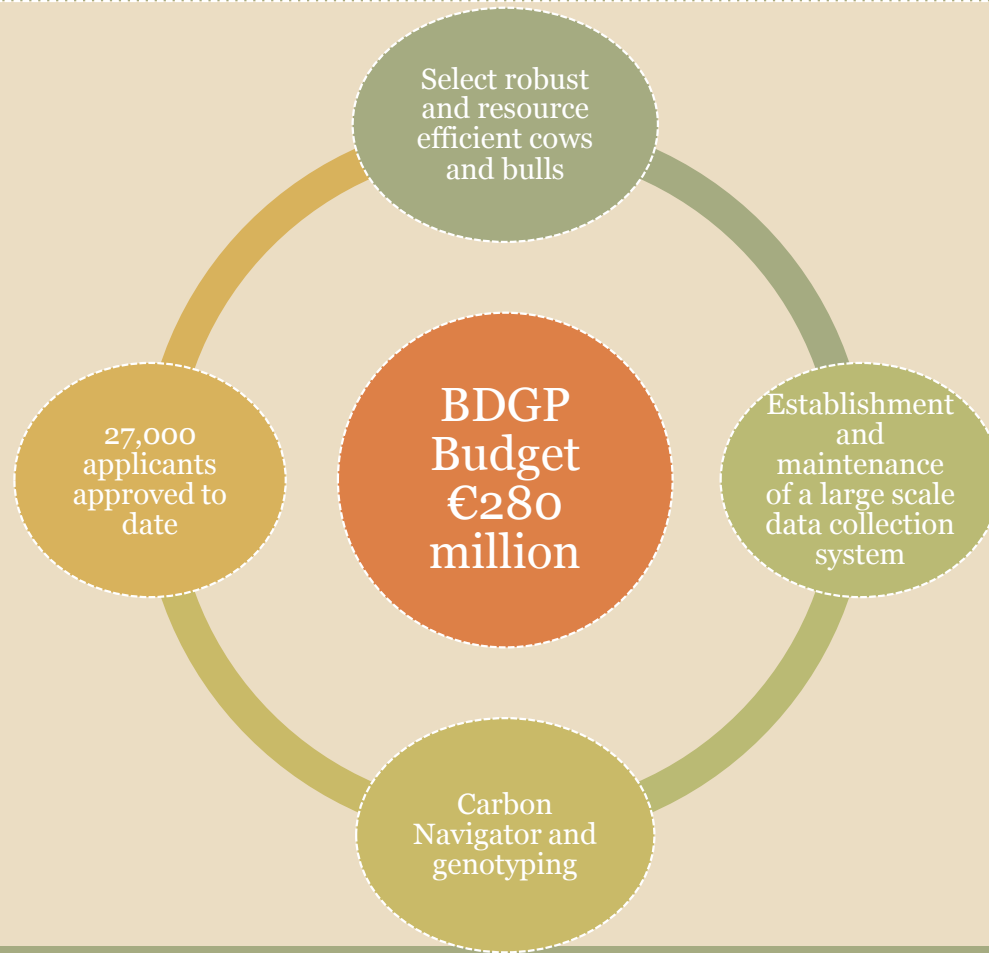 Select robust
and resource
efficient cows
and bulls
Establishment
and
maintenance
of a large scale
data collection
system
Carbon
Navigator and
genotyping
27,000
applicants
approved to
date
BDGP
Budget
€280
million